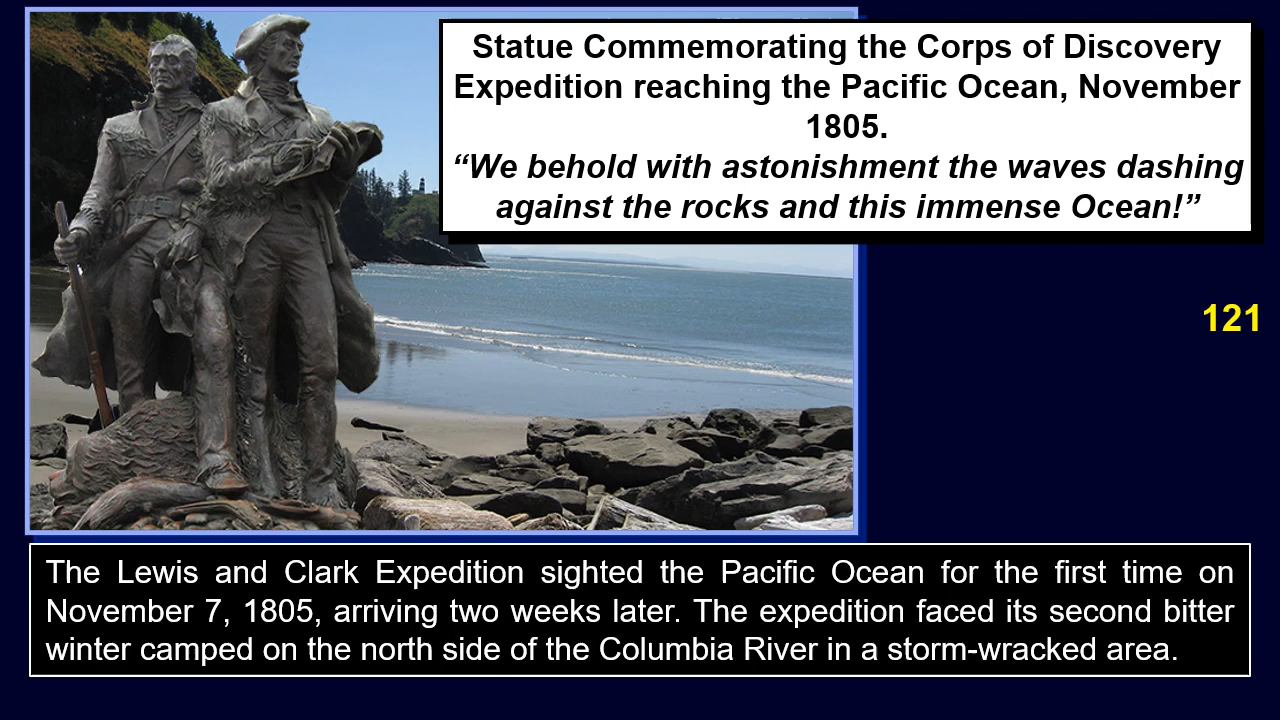 Statue Commemorating the Corps of Discovery
Expedition reaching the Pacific Ocean, November
1805.
“We behold with astonishment the waves dashing
against the rocks and this immense Ocean!”
121
The Lewis and Clark Expedition sighted the Pacific Ocean for the first time on
November 7, 1805, arriving two weeks later. The expedition faced its second bitter
winter camped on the north side of the Columbia River in a storm-wracked area.